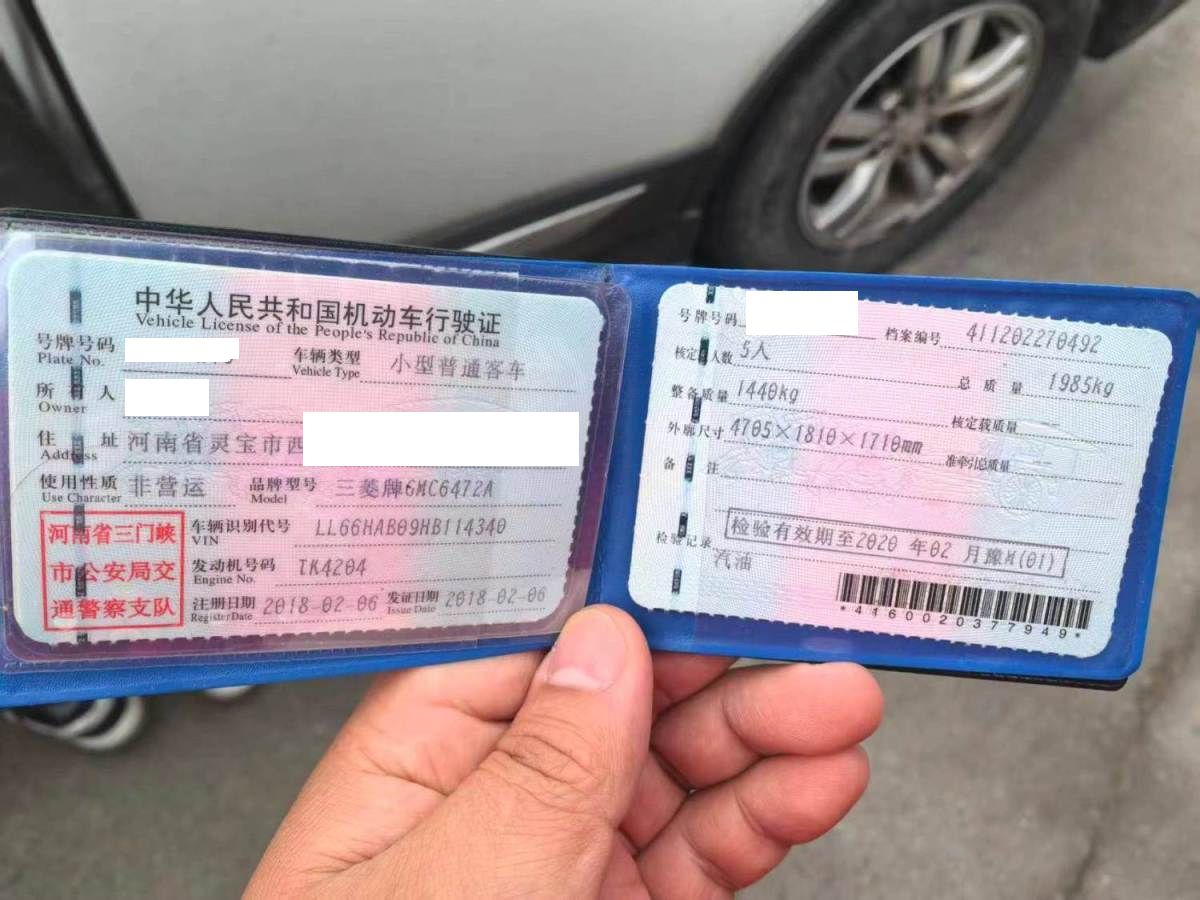 中华人民共和国机动车行驶证
Vehicle License of the People's Republic of China
号牌号码
Plate No.
车辆类型 小型普通客车
Vehicle Type
所有人
Owner
住址 河南省灵宝市西
Address
使用性质 非营运 品牌型号 三菱牌GMC6472A
Use Character Model
河南省三门峡
市公安局交
通警察支队
车辆识别代号 LL66HAB09HB114340
VIN
发动机号码 TK4204
Engine No.
注册日期 2018-02-06 发证日期 2018-02-06
Register Date Issue Date
号牌号码 档案编号 411202270492
核定人数 5人 总质量 1985kg
整备质量 1440kg 核定载质量 --
外廓尺寸 4705×1810×1710mm 准牵引总质量 --
备注
检验记录 检验有效期至2020年02月豫M(01)
汽油
*4160020377949*